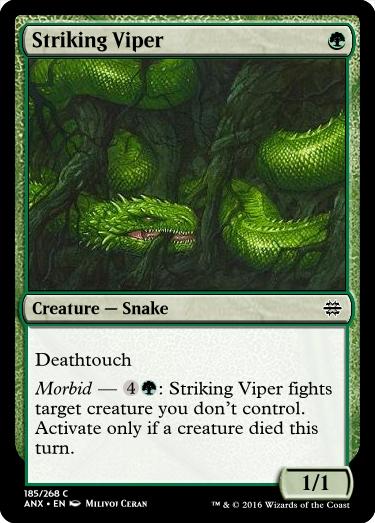 Striking Viper
Creature — Snake
Deathtouch
Morbid — 4: Striking Viper fights
target creature you don't control.
Activate only if a creature died this
turn.
1/1
185/268 C
ANX • EN Milivoj Ceran
™ & © 2016 Wizards of the Coast